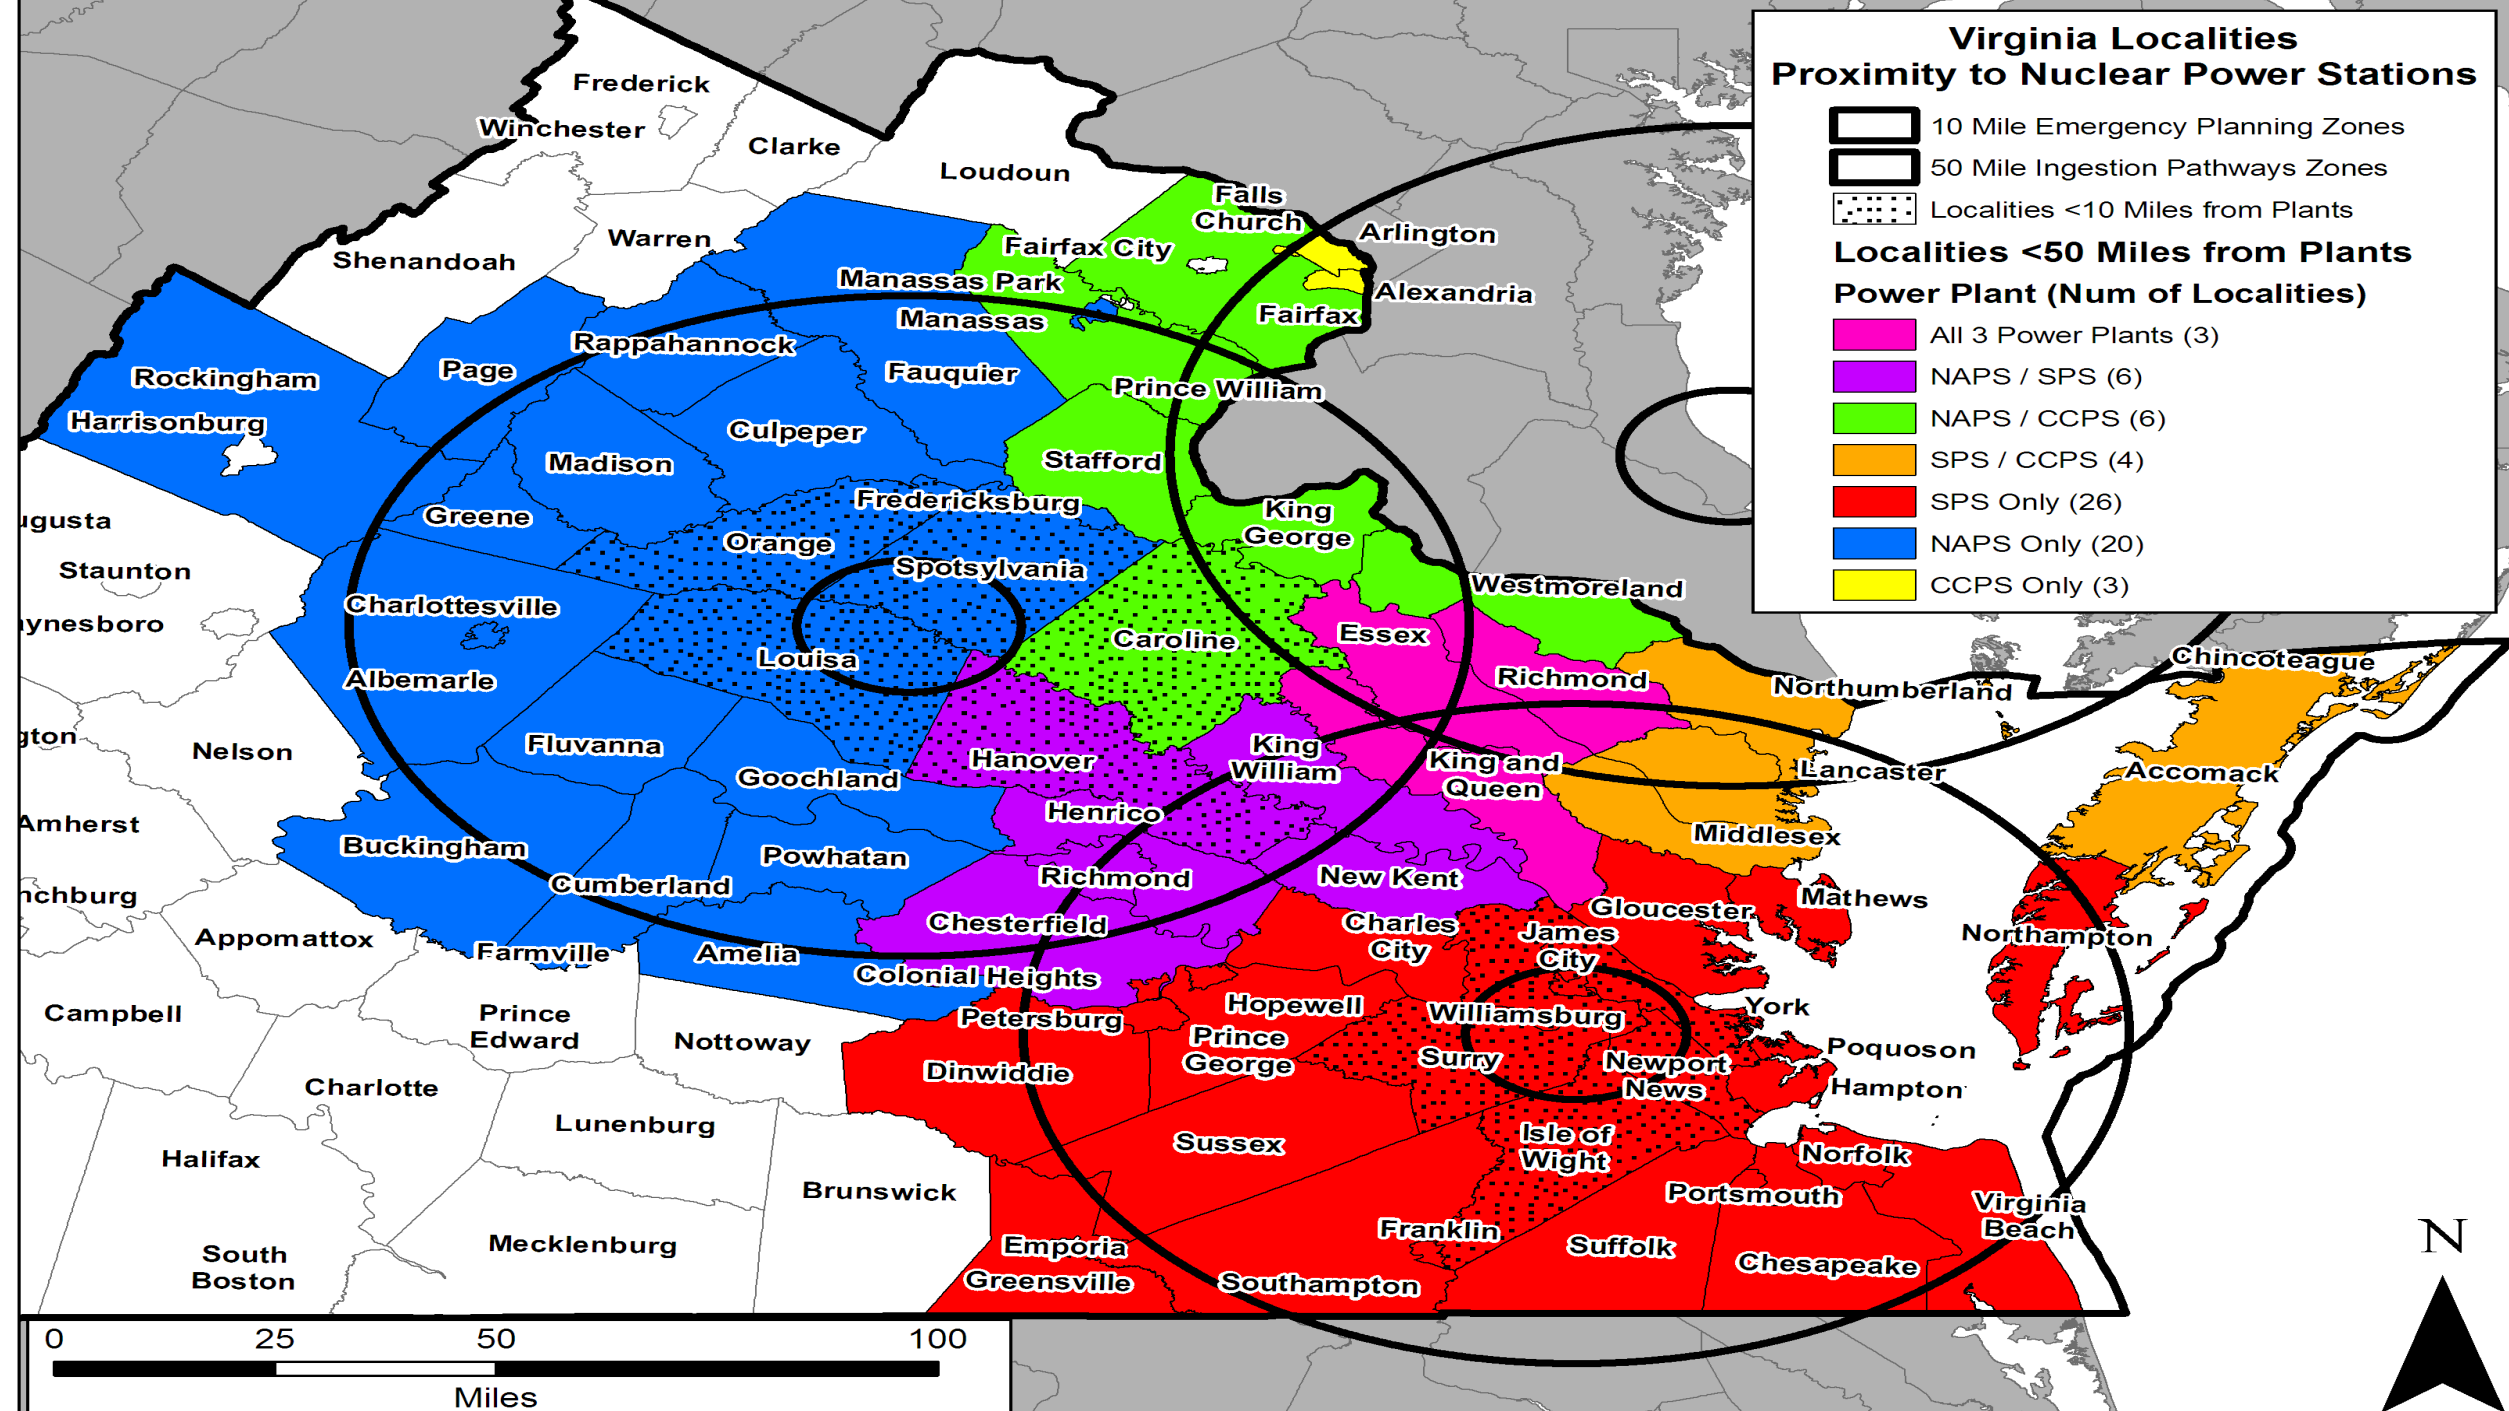 Virginia Localities
Proximity to Nuclear Power Stations
10 Mile Emergency Planning Zones
50 Mile Ingestion Pathways Zones
Localities <10 Miles from Plants
Localities <50 Miles from Plants
Power Plant (Num of Localities)
All 3 Power Plants (3)
NAPS / SPS (6)
NAPS / CCPS (6)
SPS / CCPS (4)
SPS Only (26)
NAPS Only (20)
CCPS Only (3)
Frederick
Winchester
Clarke
Loudoun
Falls
Church
Arlington
Warren
Fairfax City
Shenandoah
Manassas Park
Alexandria
Fairfax
Manassas
Rappahannock
Page
Fauquier
Rockingham
Prince William
Harrisonburg
Culpeper
Madison
Stafford
Fredericksburg
King
George
Greene
ugusta
Orange
Staunton
Spotsylvania
Westmoreland
Charlottesville
aynesboro
Essex
Caroline
Louisa
Chincoteague
Albemarle
Richmond
Northumberland
gton
Nelson
Fluvanna
Hanover
King
William
King and
Queen
Goochland
Lancaster
Accomack
Henrico
Amherst
Middlesex
Buckingham
Powhatan
Richmond
New Kent
Cumberland
nchburg
Mathews
Gloucester
Chesterfield
Charles
City
James
City
Northampton
Appomattox
Farmville
Amelia
Colonial Heights
Hopewell
York
Campbell
Prince
Edward
Petersburg
Williamsburg
Nottoway
Prince
George
Poquoson
Surry
Newport
News
Dinwiddie
Charlotte
Hampton
Lunenburg
Sussex
Isle of
Wight
Norfolk
Halifax
Brunswick
Portsmouth
Virginia
Beach
Franklin
Mecklenburg
Emporia
Suffolk
Chesapeake
South
Boston
Greensville
Southampton
N
0 25 50 100
Miles